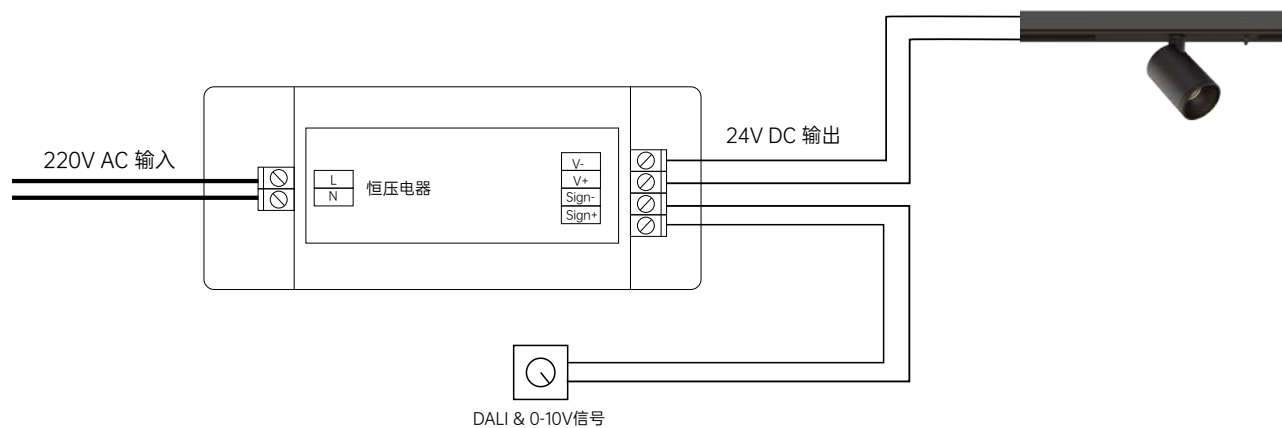 24V DC 输出
220V AC 输入
L
N
恒压电器
V-
V+
Sign-
Sign+
DALI & 0-10V信号